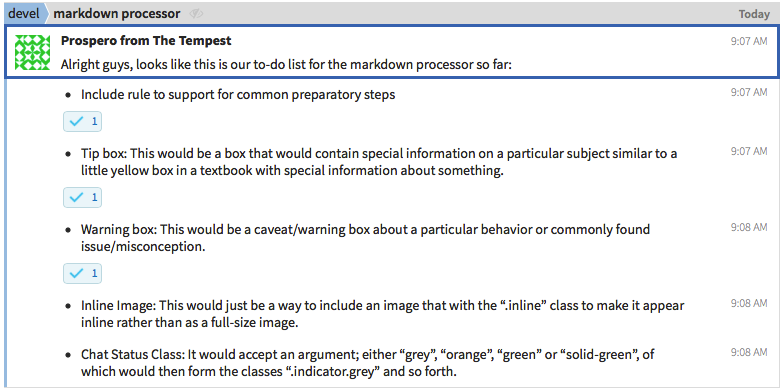 devel markdown processor Today
Prospero from The Tempest 9:07 AM
Alright guys, looks like this is our to-do list for the markdown processor so far:
• Include rule to support for common preparatory steps 9:07 AM
1
• Tip box: This would be a box that would contain special information on a particular subject similar to a 9:07 AM
little yellow box in a textbook with special information about something.
1
• Warning box: This would be a caveat/warning box about a particular behavior or commonly found 9:08 AM
issue/misconception.
1
• Inline Image: This would just be a way to include an image that with the “.inline” class to make it appear 9:08 AM
inline rather than as a full-size image.
• Chat Status Class: It would accept an argument; either “grey”, “orange”, “green” or “solid-green”, of 9:08 AM
which would then form the classes “.indicator.grey” and so forth.